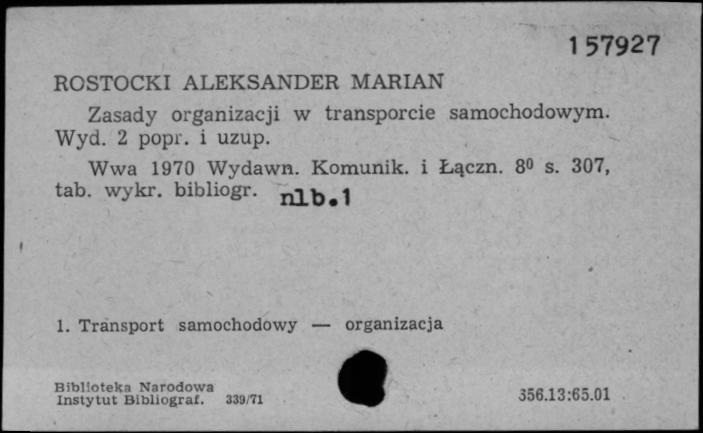 157927
ROSTOCKI ALEKSANDER MARIAN
Zasady organizacji w transporcie samochodowym.
Wyd. 2 popr. i uzup.
Wwa 1970 Wydawn. Komunik. i Łączn. 8⁰ s. 307,
tab. wykr. bibliogr. nlb.1
1. Transport samochodowy — organizacja
Biblioteka Narodowa
Instytut Bibliograf. 339/71
356.13:65.01